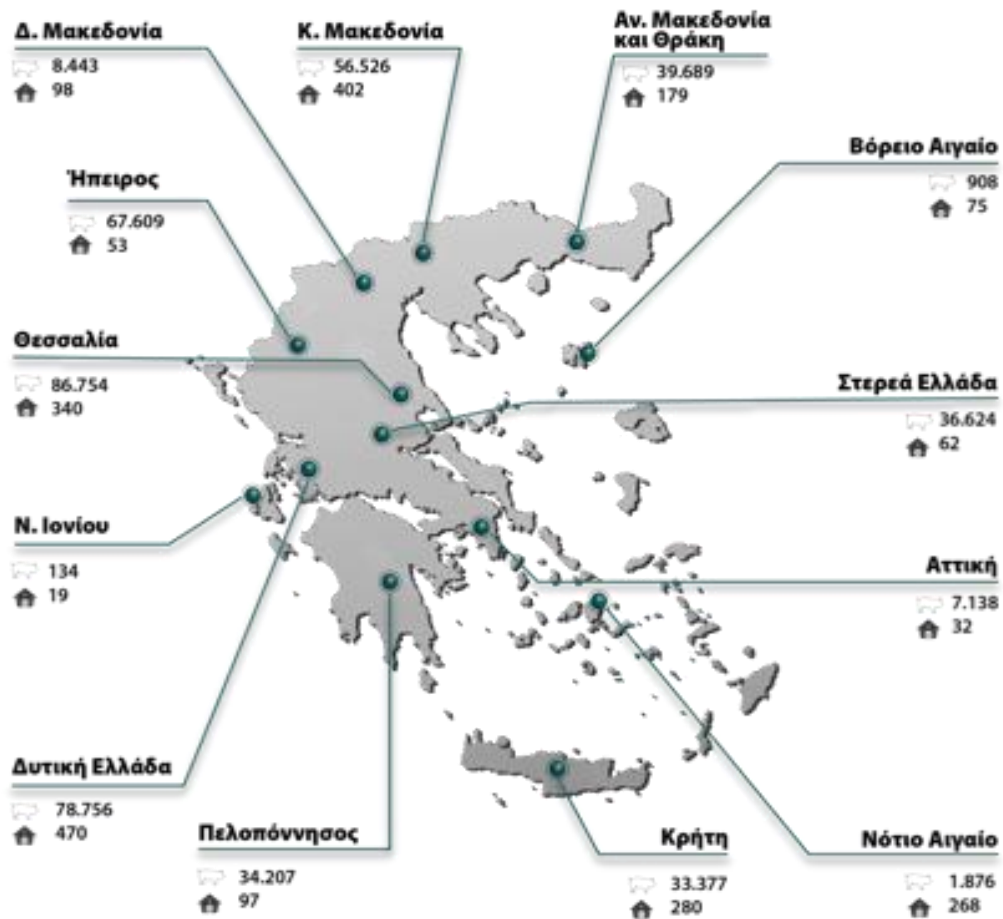 Δ. Μακεδονία
8.443
98
Κ. Μακεδονία
56.526
402
Αν. Μακεδονία
και Θράκη
39.689
179
Βόρειο Αιγαίο
908
75
Ήπειρος
67.609
53
Θεσσαλία
86.754
340
Στερεά Ελλάδα
36.624
62
Ν. Ιονίου
134
19
Αττική
7.138
32
Δυτική Ελλάδα
78.756
470
Πελοπόννησος
34.207
97
Κρήτη
33.377
280
Νότιο Αιγαίο
1.876
268